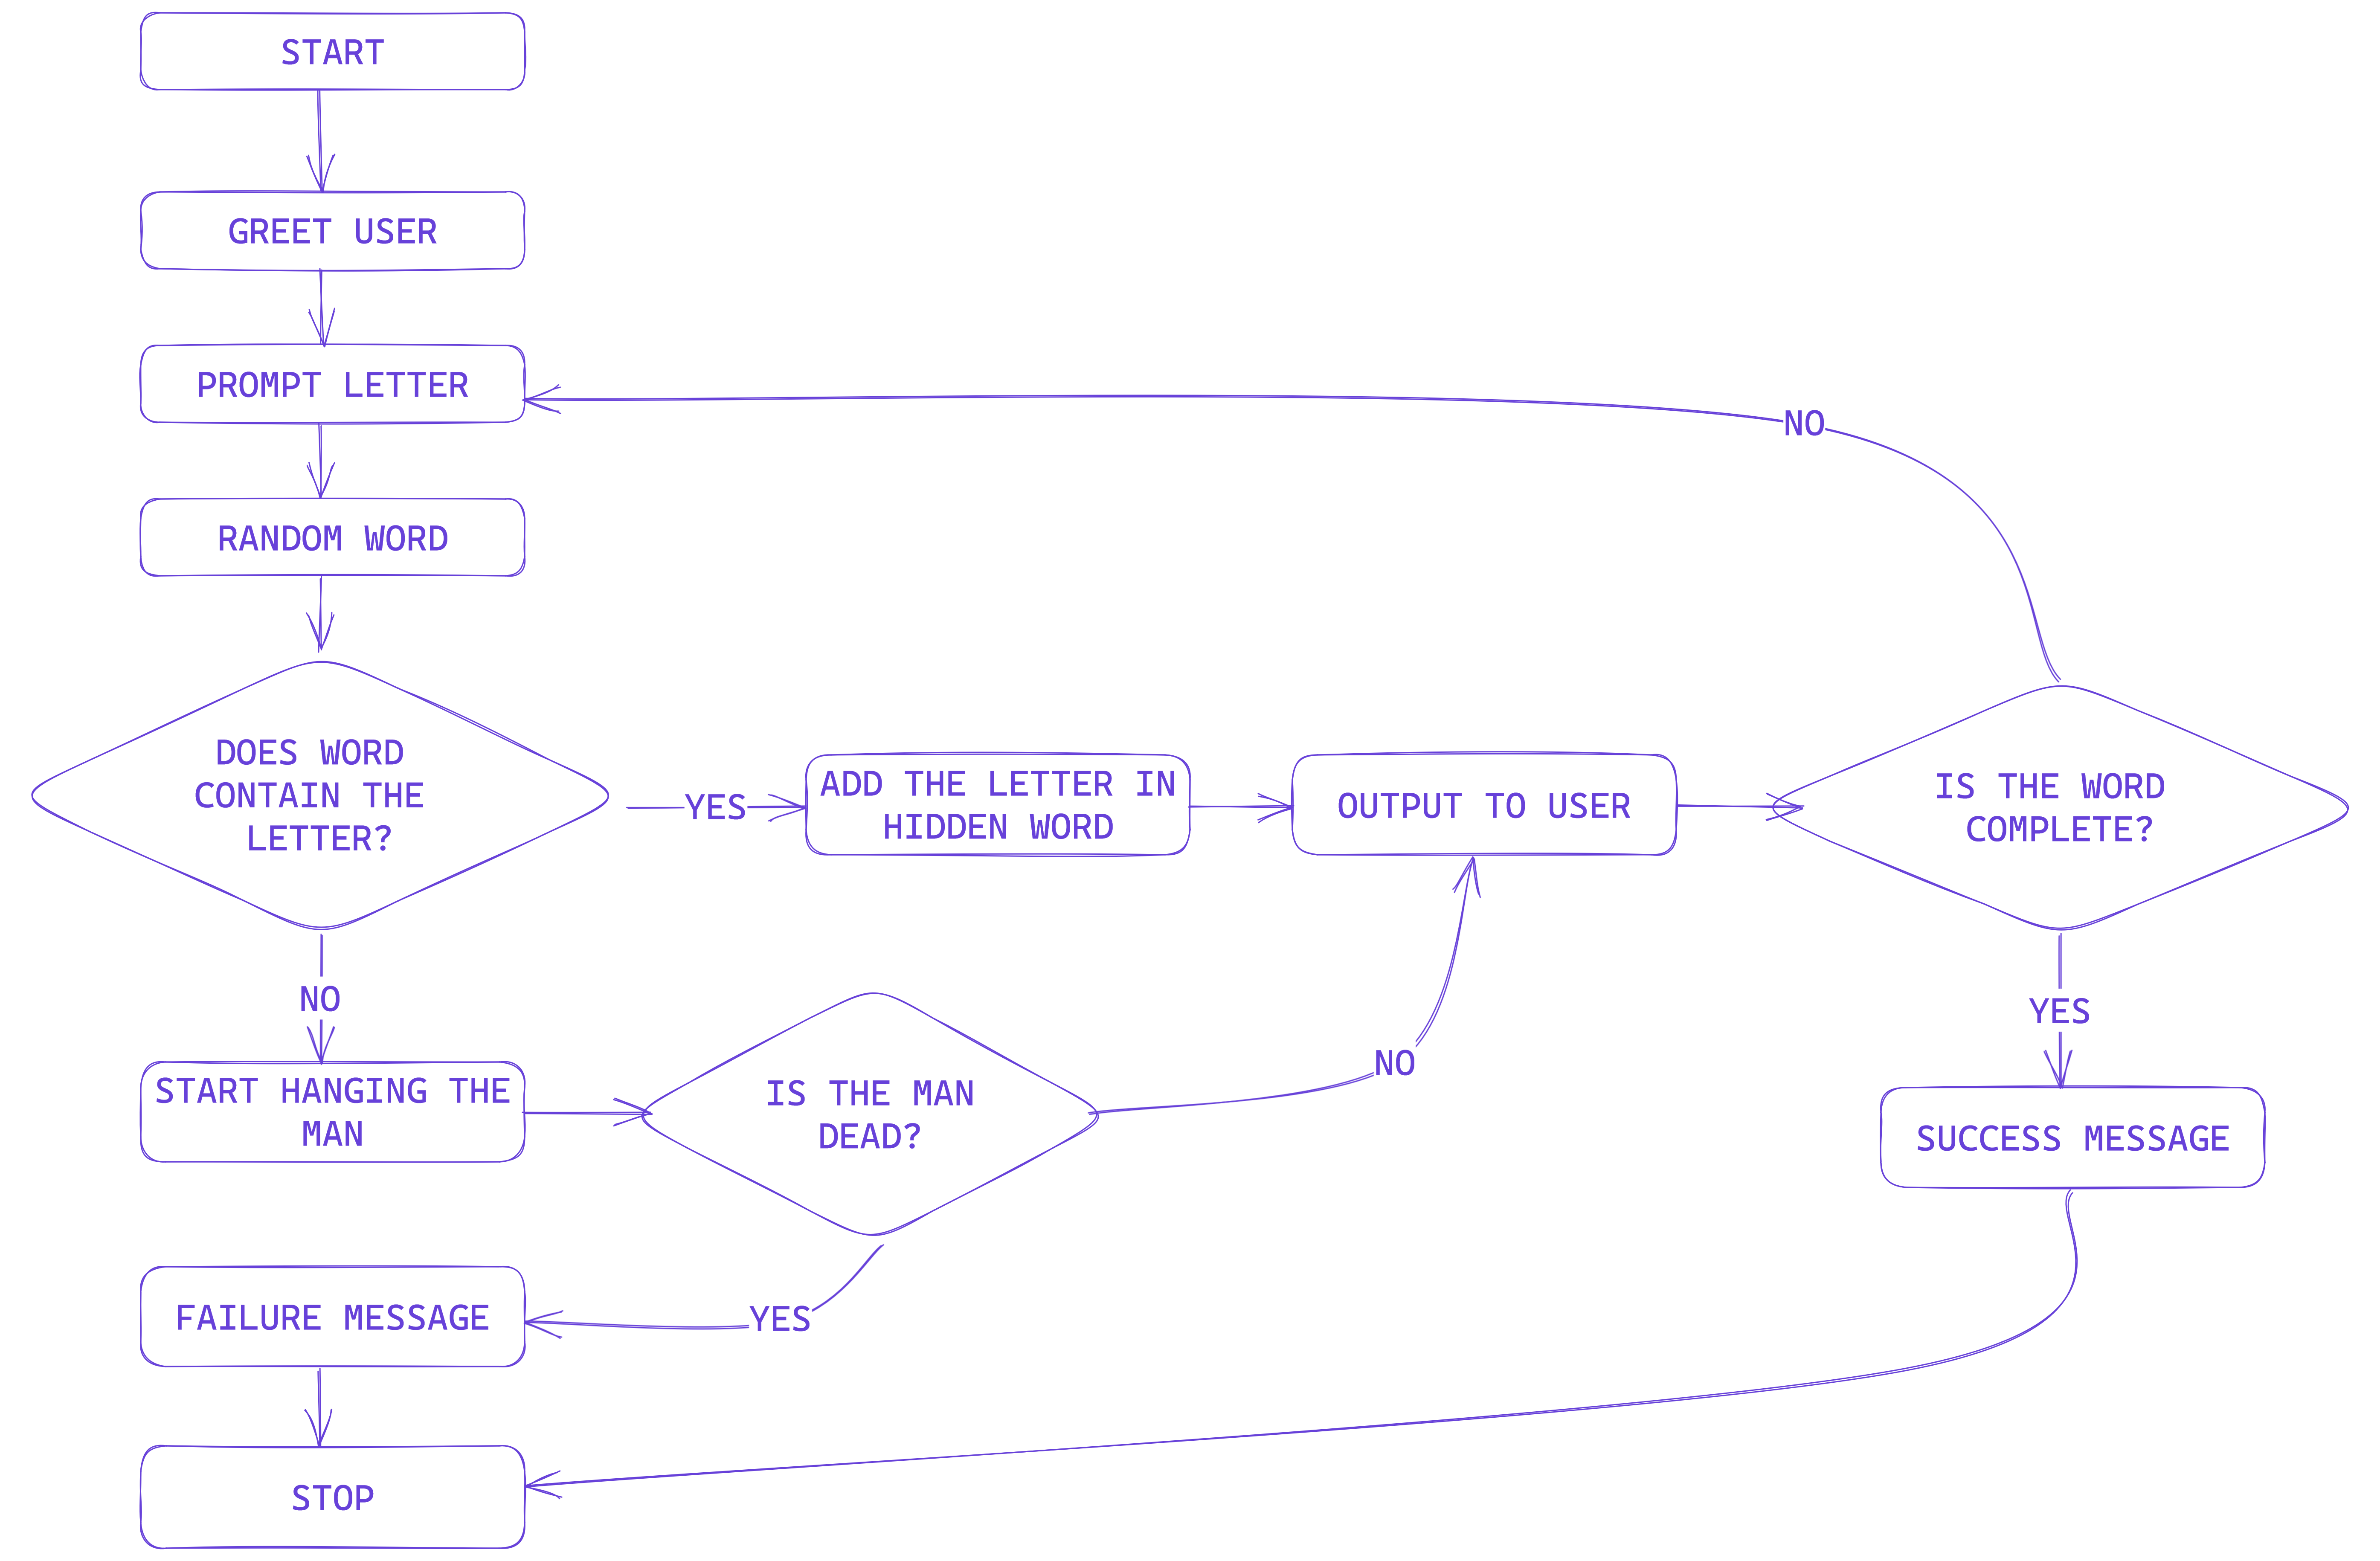 START
GREET USER
PROMPT LETTER
NO
RANDOM WORD
DOES WORD
CONTAIN THE
LETTER?
YES
ADD THE LETTER IN
HIDDEN WORD
OUTPUT TO USER
IS THE WORD
COMPLETE?
NO
START HANGING THE
MAN
IS THE MAN
DEAD?
NO
YES
SUCCESS MESSAGE
YES
FAILURE MESSAGE
STOP